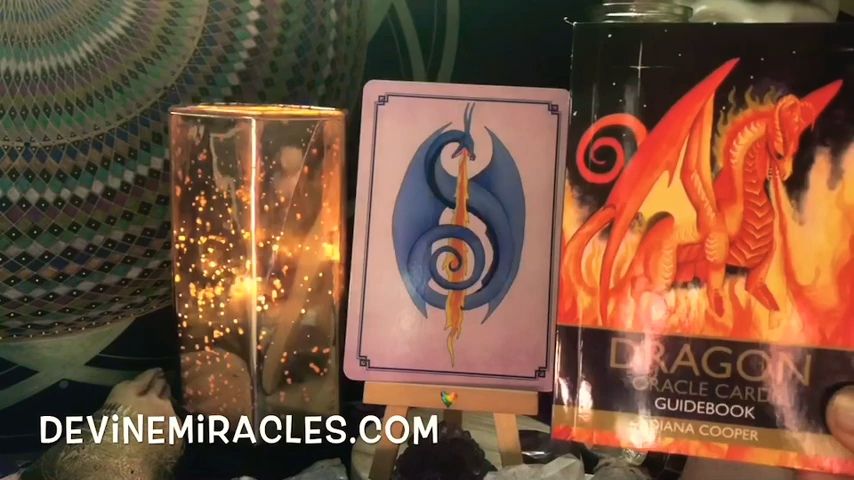 DRAGON
ORACLE CARDS
GUIDEBOOK
DIANA COOPER
DEViNEMiRACLES.COM